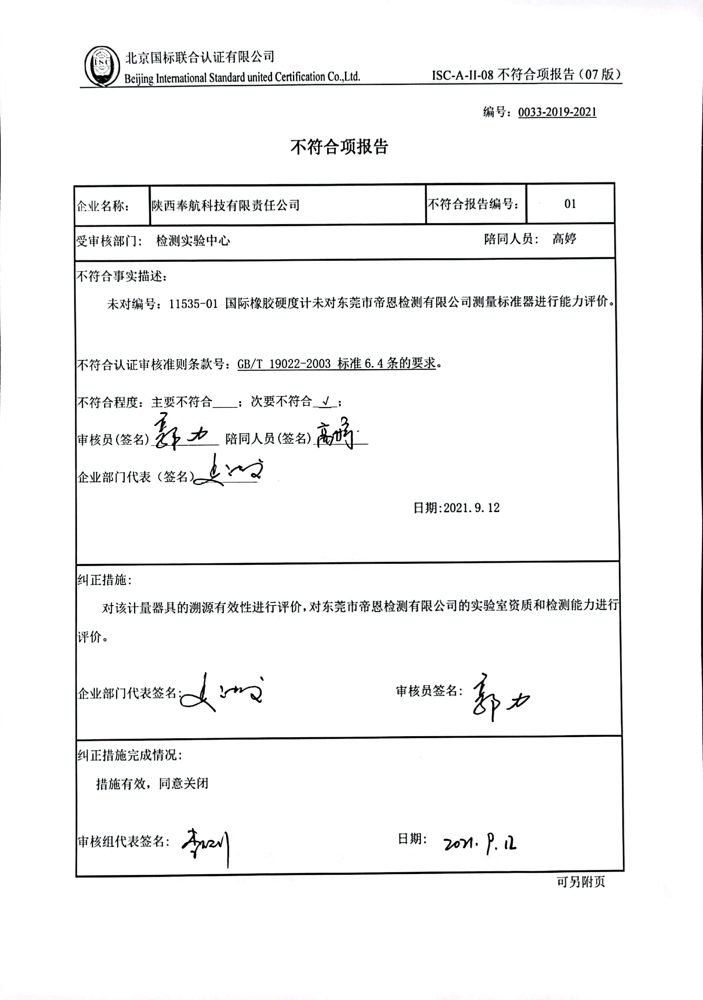 ISC
北京国标联合认证有限公司
Beijing International Standard united Certification Co.,Ltd.
ISC-A-II-08 不符合项报告（07 版）
编号：0033-2019-2021
不符合项报告
企业名称： 陕西奉航科技有限责任公司 不符合报告编号： 01
受审核部门： 检测实验中心 陪同人员： 高婷
不符合事实描述：
未对编号：11535-01 国际橡胶硬度计未对东莞市帝恩检测有限公司测量标准器进行能力评价。
不符合认证审核准则条款号：GB/T 19022-2003 标准 6.4 条的要求。
不符合程度：主要不符合____；次要不符合_√_；
审核员(签名) 郭力 陪同人员(签名) 高婷
企业部门代表（签名）
日期:2021.9.12
纠正措施：
对该计量器具的溯源有效性进行评价,对东莞市帝恩检测有限公司的实验室资质和检测能力进行
评价。
企业部门代表签名： 审核员签名： 郭力
纠正措施完成情况：
措施有效，同意关闭
审核组代表签名： 日期： 2021.9.12
可另附页